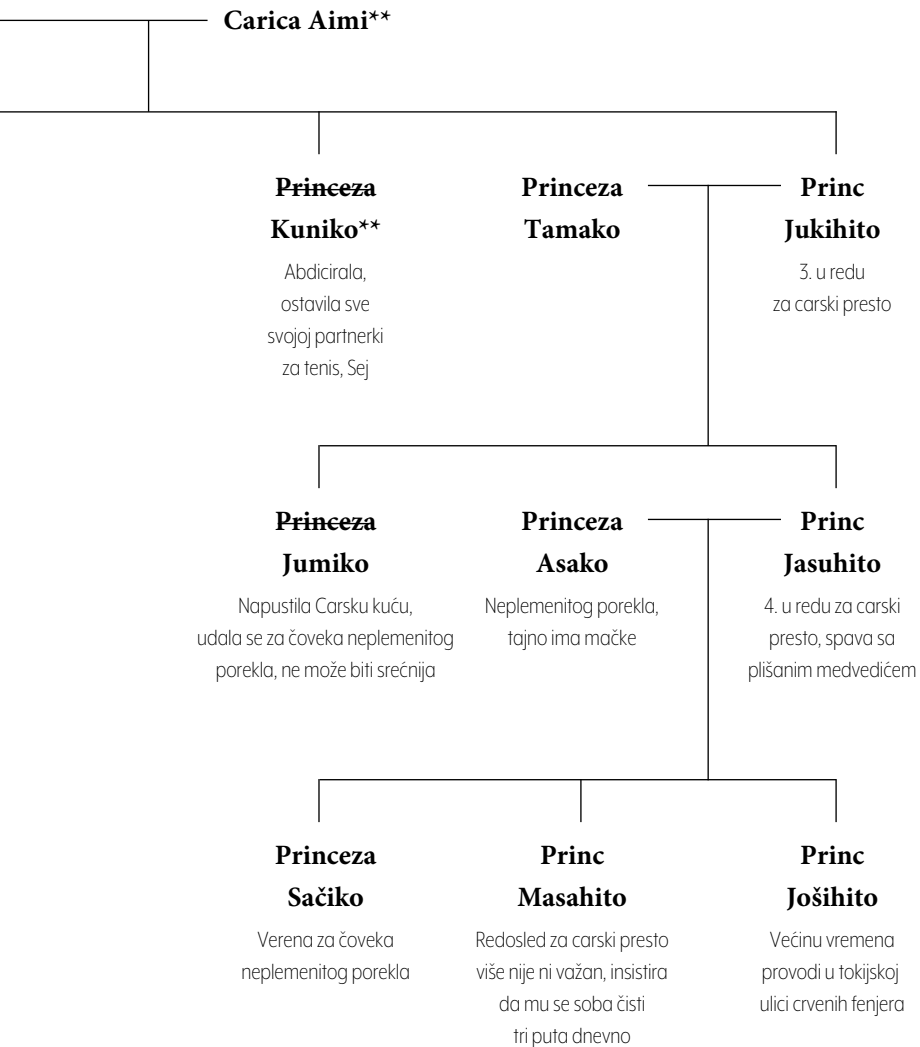 Carica Aimi**
Princeza
Kuniko**
Abdicirala,
ostavila sve
svojoj partnerki
za tenis, Sej
Princeza
Tamako
Princ
Jukihito
3. u redu
za carski presto
Princeza
Jumiko
Napustila Carsku kuću,
udala se za čoveka neplemenitog
porekla, ne može biti srećnija
Princeza
Asako
Neplemenitog porekla,
tajno ima mačke
Princ
Jasuhito
4. u redu za carski
presto, spava sa
plišanim medvedićem
Princeza
Sačiko
Verena za čoveka
neplemenitog porekla
Princ
Masahito
Redosled za carski presto
više nije ni važan, insistira
da mu se soba čisti
tri puta dnevno
Princ
Jošihito
Većinu vremena
provodi u tokijskoj
ulici crvenih fenjera